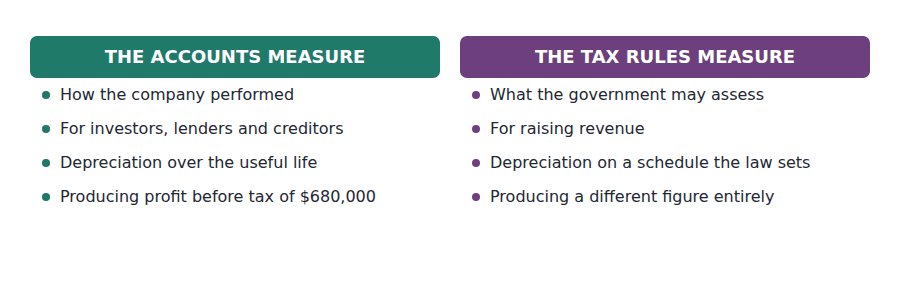 THE ACCOUNTS MEASURE
How the company performed
For investors, lenders and creditors
Depreciation over the useful life
Producing profit before tax of $680,000
THE TAX RULES MEASURE
What the government may assess
For raising revenue
Depreciation on a schedule the law sets
Producing a different figure entirely